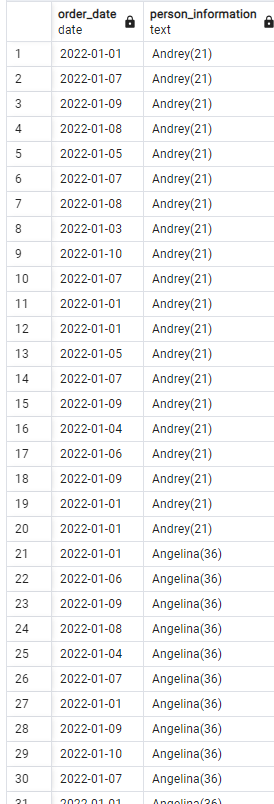 order_date person_information
date text
1 2022-01-01 Andrey(21)
2 2022-01-07 Andrey(21)
3 2022-01-09 Andrey(21)
4 2022-01-08 Andrey(21)
5 2022-01-05 Andrey(21)
6 2022-01-07 Andrey(21)
7 2022-01-08 Andrey(21)
8 2022-01-03 Andrey(21)
9 2022-01-10 Andrey(21)
10 2022-01-07 Andrey(21)
11 2022-01-01 Andrey(21)
12 2022-01-01 Andrey(21)
13 2022-01-05 Andrey(21)
14 2022-01-07 Andrey(21)
15 2022-01-09 Andrey(21)
16 2022-01-04 Andrey(21)
17 2022-01-06 Andrey(21)
18 2022-01-09 Andrey(21)
19 2022-01-01 Andrey(21)
20 2022-01-01 Andrey(21)
21 2022-01-01 Angelina(36)
22 2022-01-06 Angelina(36)
23 2022-01-09 Angelina(36)
24 2022-01-08 Angelina(36)
25 2022-01-04 Angelina(36)
26 2022-01-07 Angelina(36)
27 2022-01-01 Angelina(36)
28 2022-01-09 Angelina(36)
29 2022-01-10 Angelina(36)
30 2022-01-07 Angelina(36)
31 2022-01-01 Angelina(36)